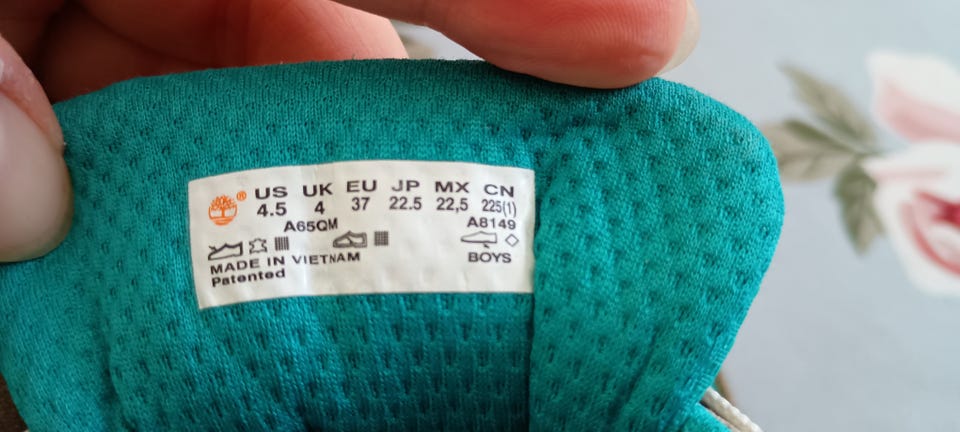 ® US UK EU JP MX CN
4.5 4 37 22.5 22,5 225(1)
A65QM A8149
MADE IN VIETNAM BOYS
Patented